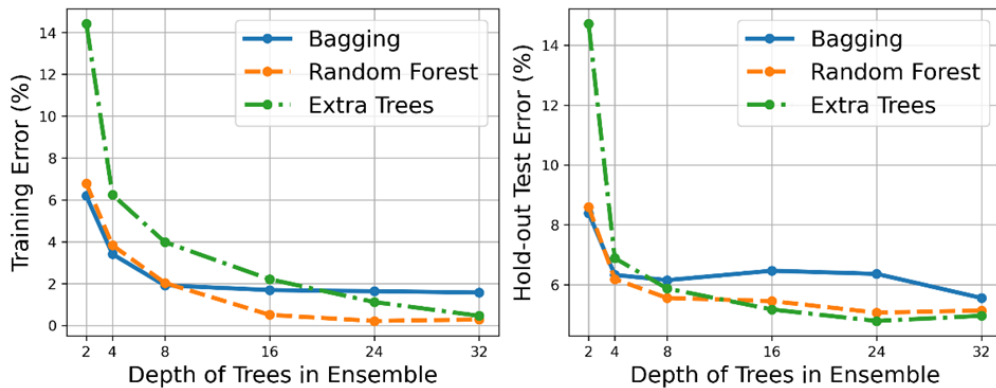 Training Error (%)
14
12
10
8
6
4
2
0
Bagging
Random Forest
Extra Trees
2 4 8 16 24 32
Depth of Trees in Ensemble
Hold-out Test Error (%)
14
12
10
8
6
Bagging
Random Forest
Extra Trees
2 4 8 16 24 32
Depth of Trees in Ensemble